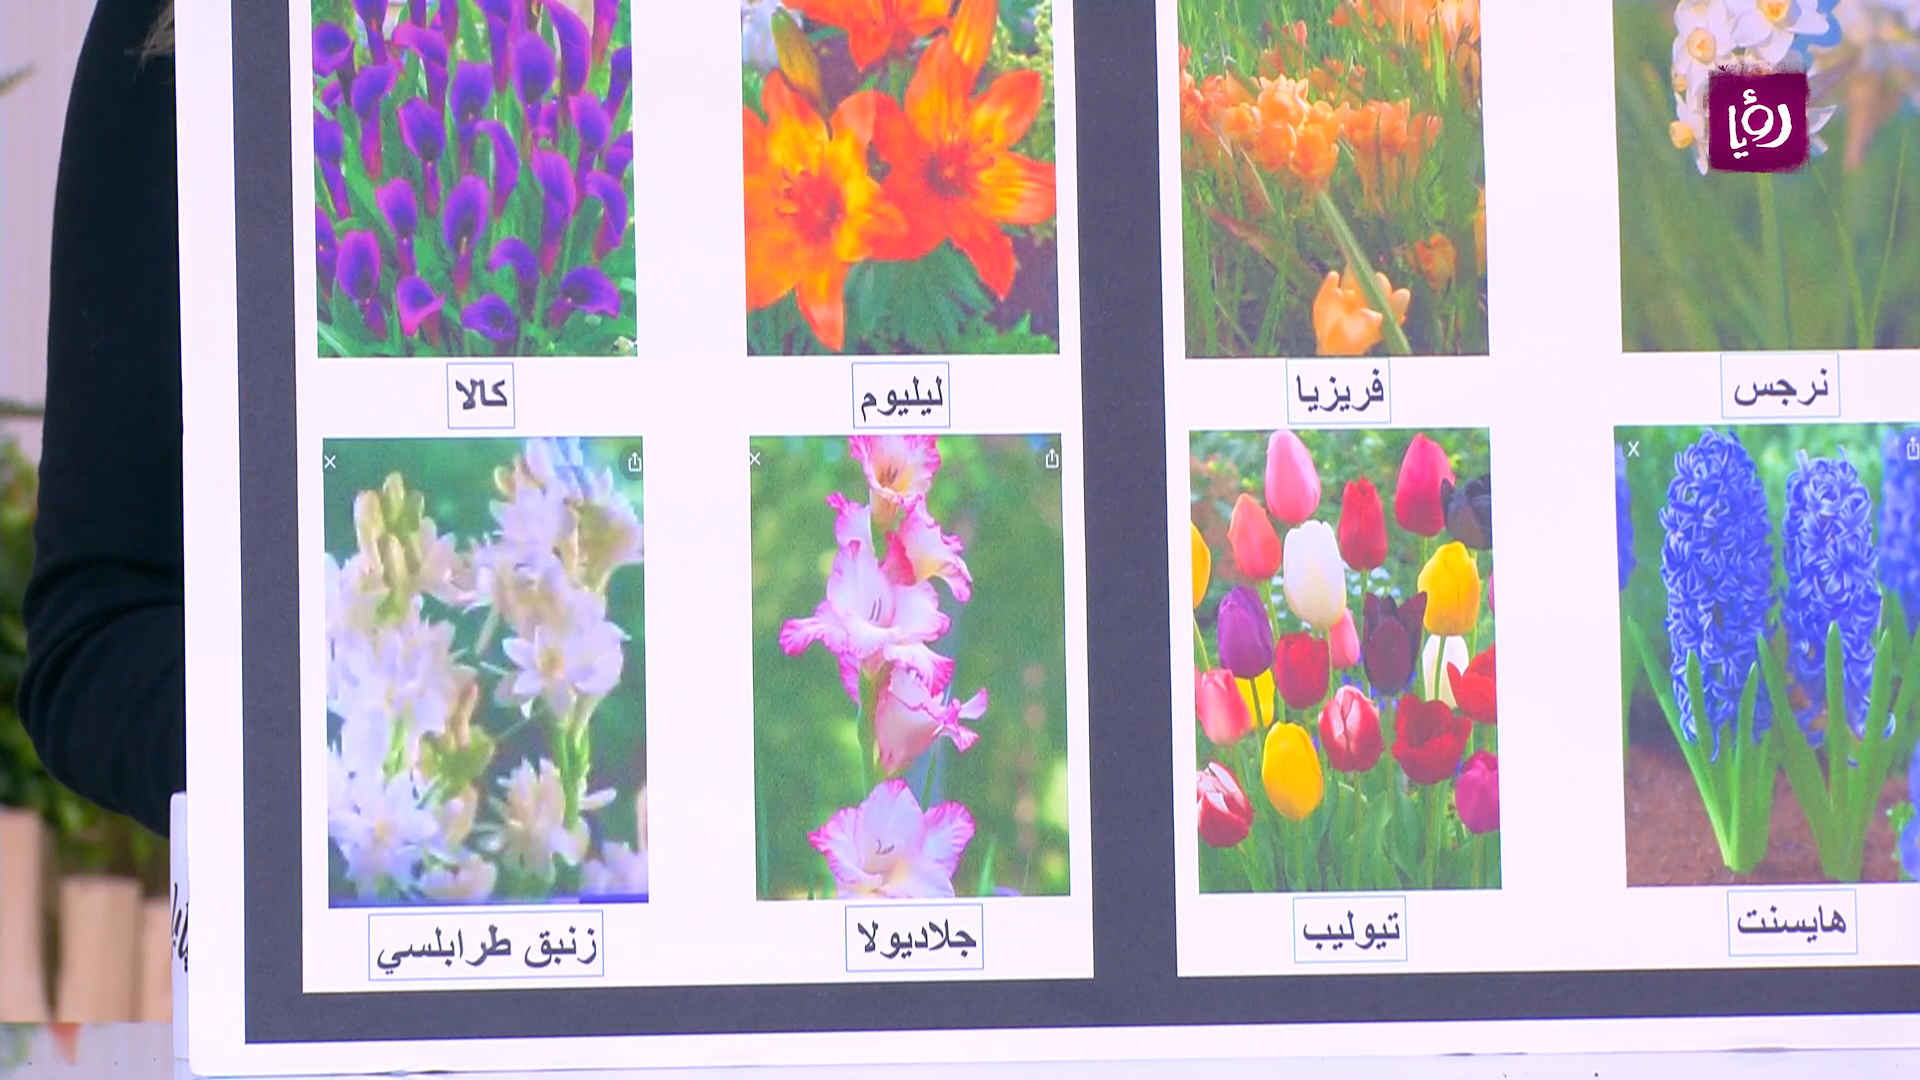 رؤيا
نرجس
فريزيا
ليليوم
كالا
هايسنت
تيوليب
جلاديولا
زنبق طرابلسي